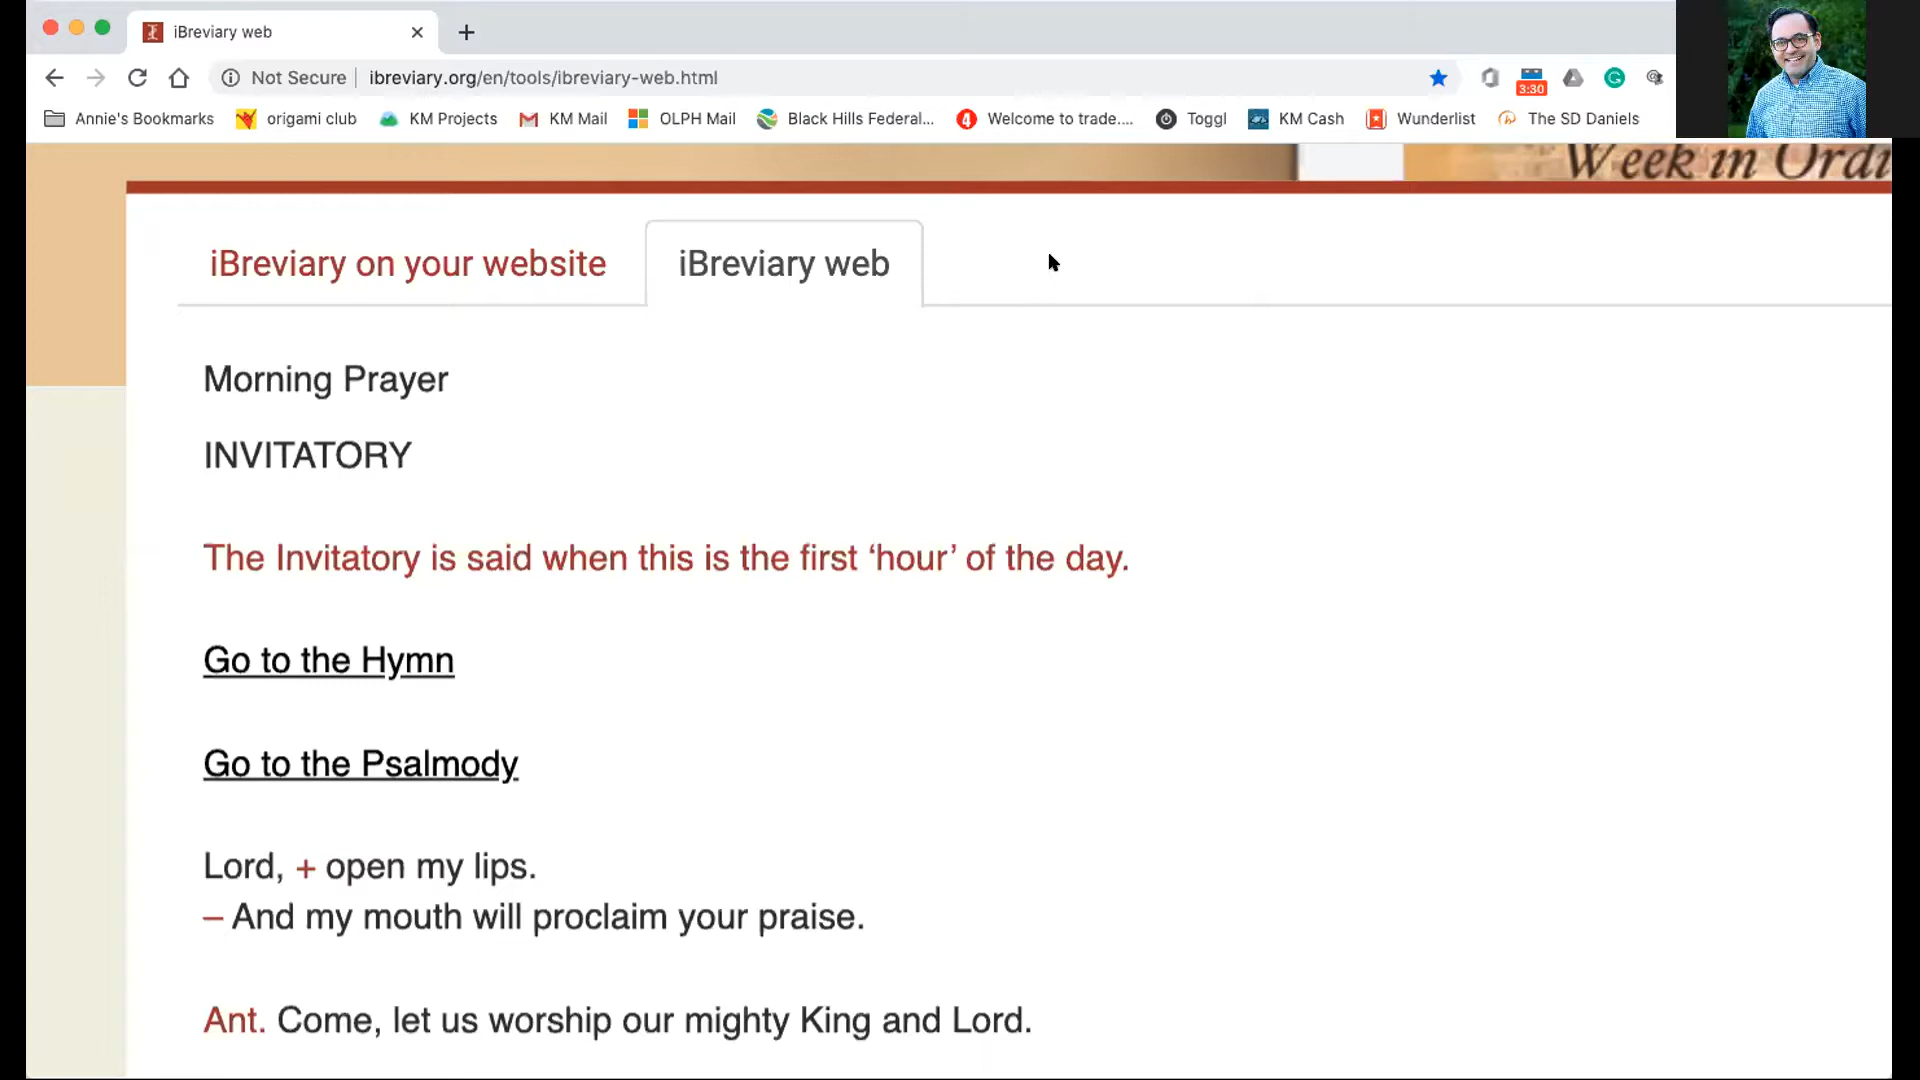 iBreviary web
Not Secure
ibreviary.org/en/tools/ibreviary-web.html
3:30
Annie's Bookmarks
origami club
KM Projects
KM Mail
OLPH Mail
Black Hills Federal...
Welcome to trade....
Toggl
KM Cash
Wunderlist
The SD Daniels
Week in Ordi
iBreviary on your website
iBreviary web
Morning Prayer
INVITATORY
The Invitatory is said when this is the first ‘hour’ of the day.
Go to the Hymn
Go to the Psalmody
Lord, + open my lips.
– And my mouth will proclaim your praise.
Ant. Come, let us worship our mighty King and Lord.